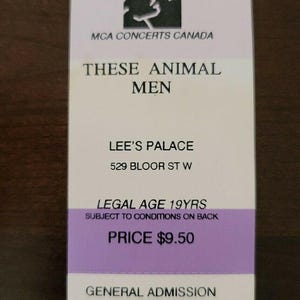 MCA CONCERTS CANADA
THESE ANIMAL
MEN
LEE'S PALACE
529 BLOOR ST W
LEGAL AGE 19YRS
SUBJECT TO CONDITIONS ON BACK
PRICE $9.50
GENERAL ADMISSION